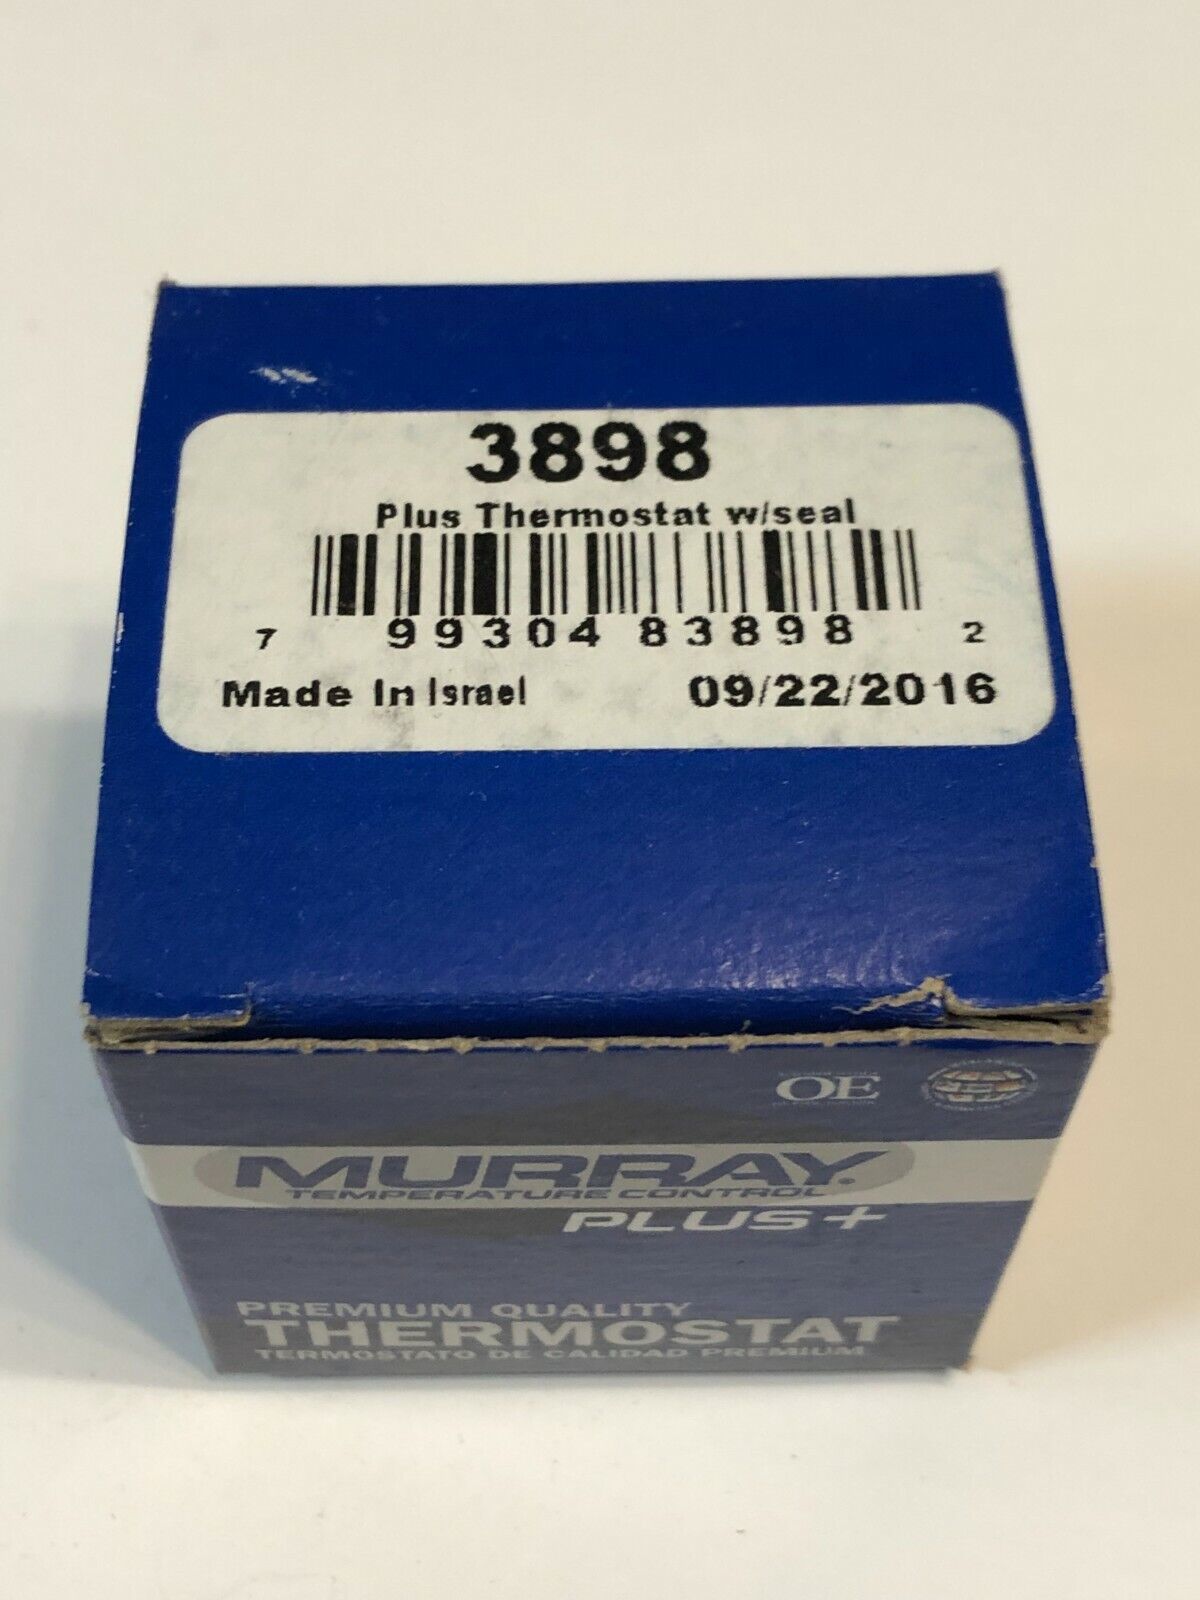 3898
Plus Thermostat w/seal
7 99304 83898 2
Made In Israel 09/22/2016
OE
MURRAY
TEMPERATURE CONTROL
PLUS+
PREMIUM QUALITY
THERMOSTAT
TERMOSTATO DE CALIDAD PREMIUM